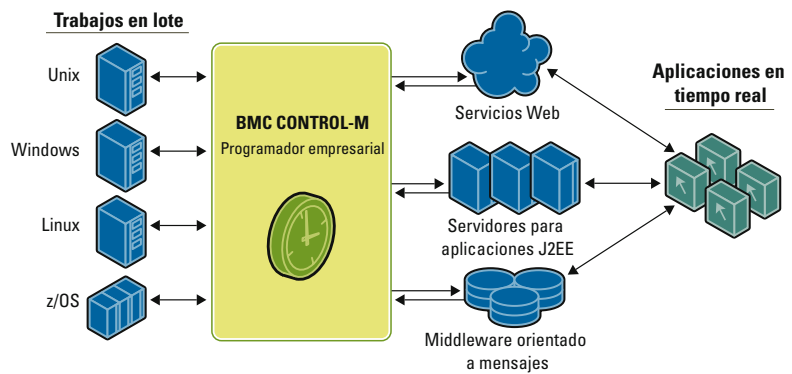 Trabajos en lote
Unix
Windows
Linux
z/OS
BMC CONTROL-M
Programador empresarial
Servicios Web
Servidores para
aplicaciones J2EE
Middleware orientado
a mensajes
Aplicaciones en
tiempo real